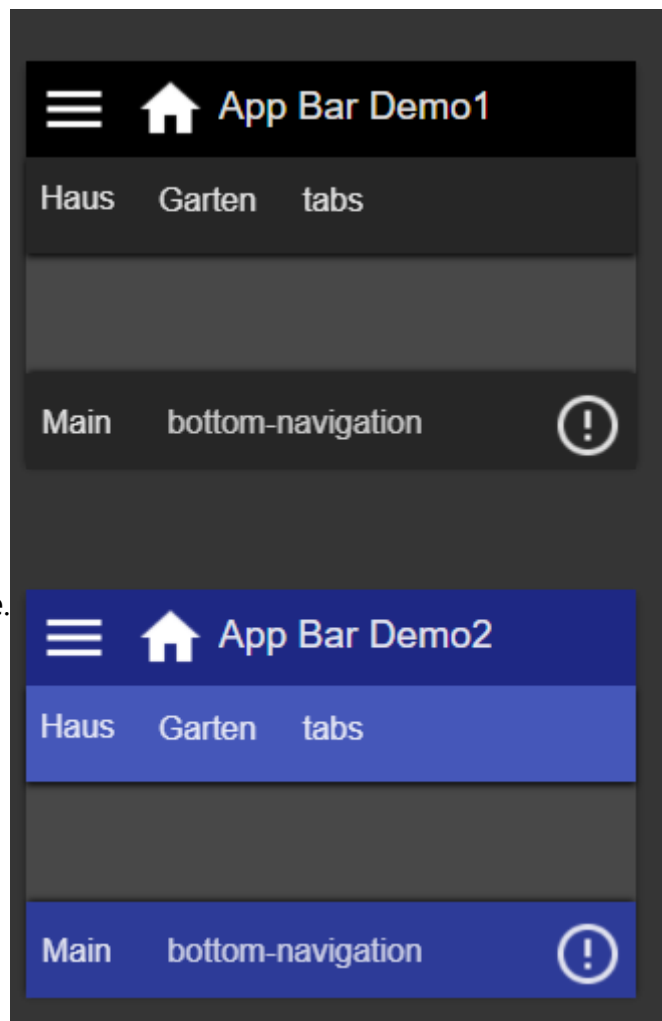 App Bar Demo1
Haus Garten tabs
Main bottom-navigation
e.
App Bar Demo2
Haus Garten tabs
Main bottom-navigation